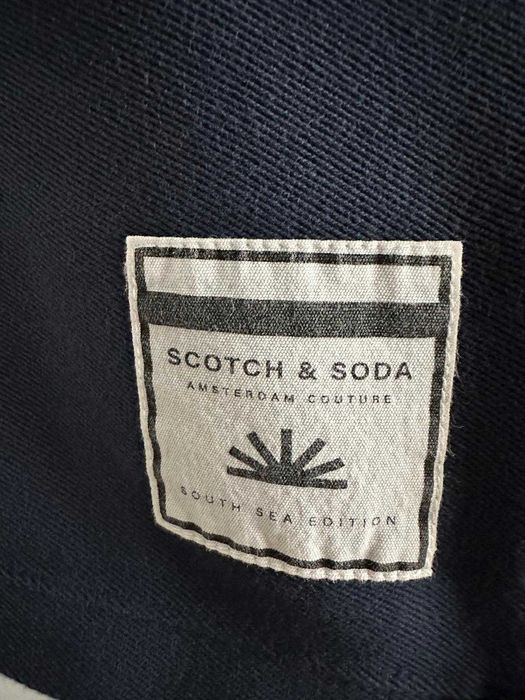 SCOTCH & SODA
AMSTERDAM COUTURE
SOUTH SEA EDITION